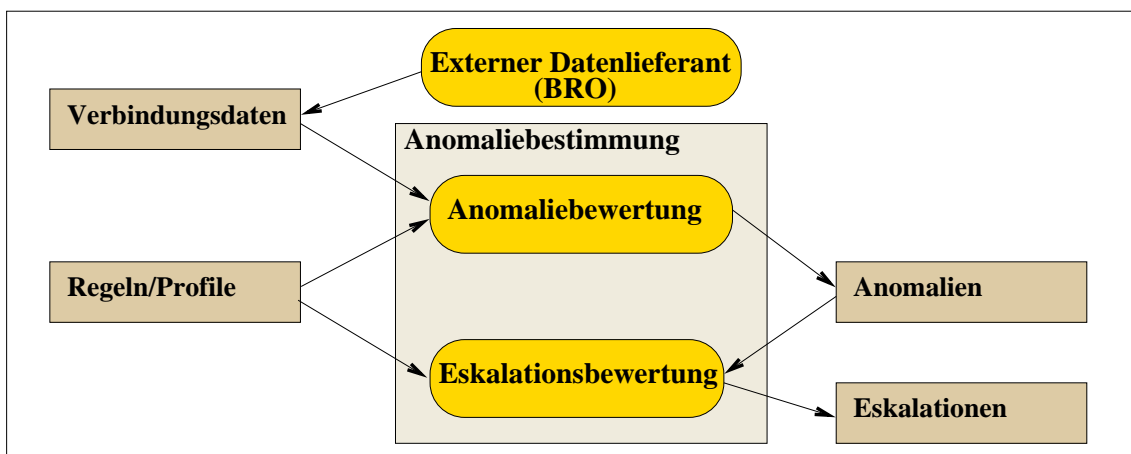 Externer Datenlieferant
(BRO)
Verbindungsdaten
Anomaliebestimmung
Anomaliebewertung
Regeln/Profile
Anomalien
Eskalationsbewertung
Eskalationen